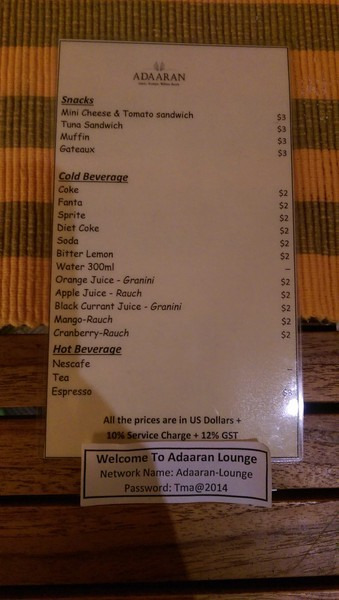 ADAARAN
Snacks
Mini Cheese & Tomato sandwich $3
Tuna Sandwich $3
Muffin $3
Gateaux $3
Cold Beverage
Coke $2
Fanta $2
Sprite $2
Diet Coke $2
Soda $2
Bitter Lemon $2
Water 300ml –
Orange Juice - Granini $2
Apple Juice - Rauch $2
Black Currant Juice - Granini $2
Mango-Rauch $2
Cranberry-Rauch $2
Hot Beverage
Nescafe
Tea
Espresso
All the prices are in US Dollars +
10% Service Charge + 12% GST
Welcome To Adaaran Lounge
Network Name: Adaaran-Lounge
Password: Tma@2014